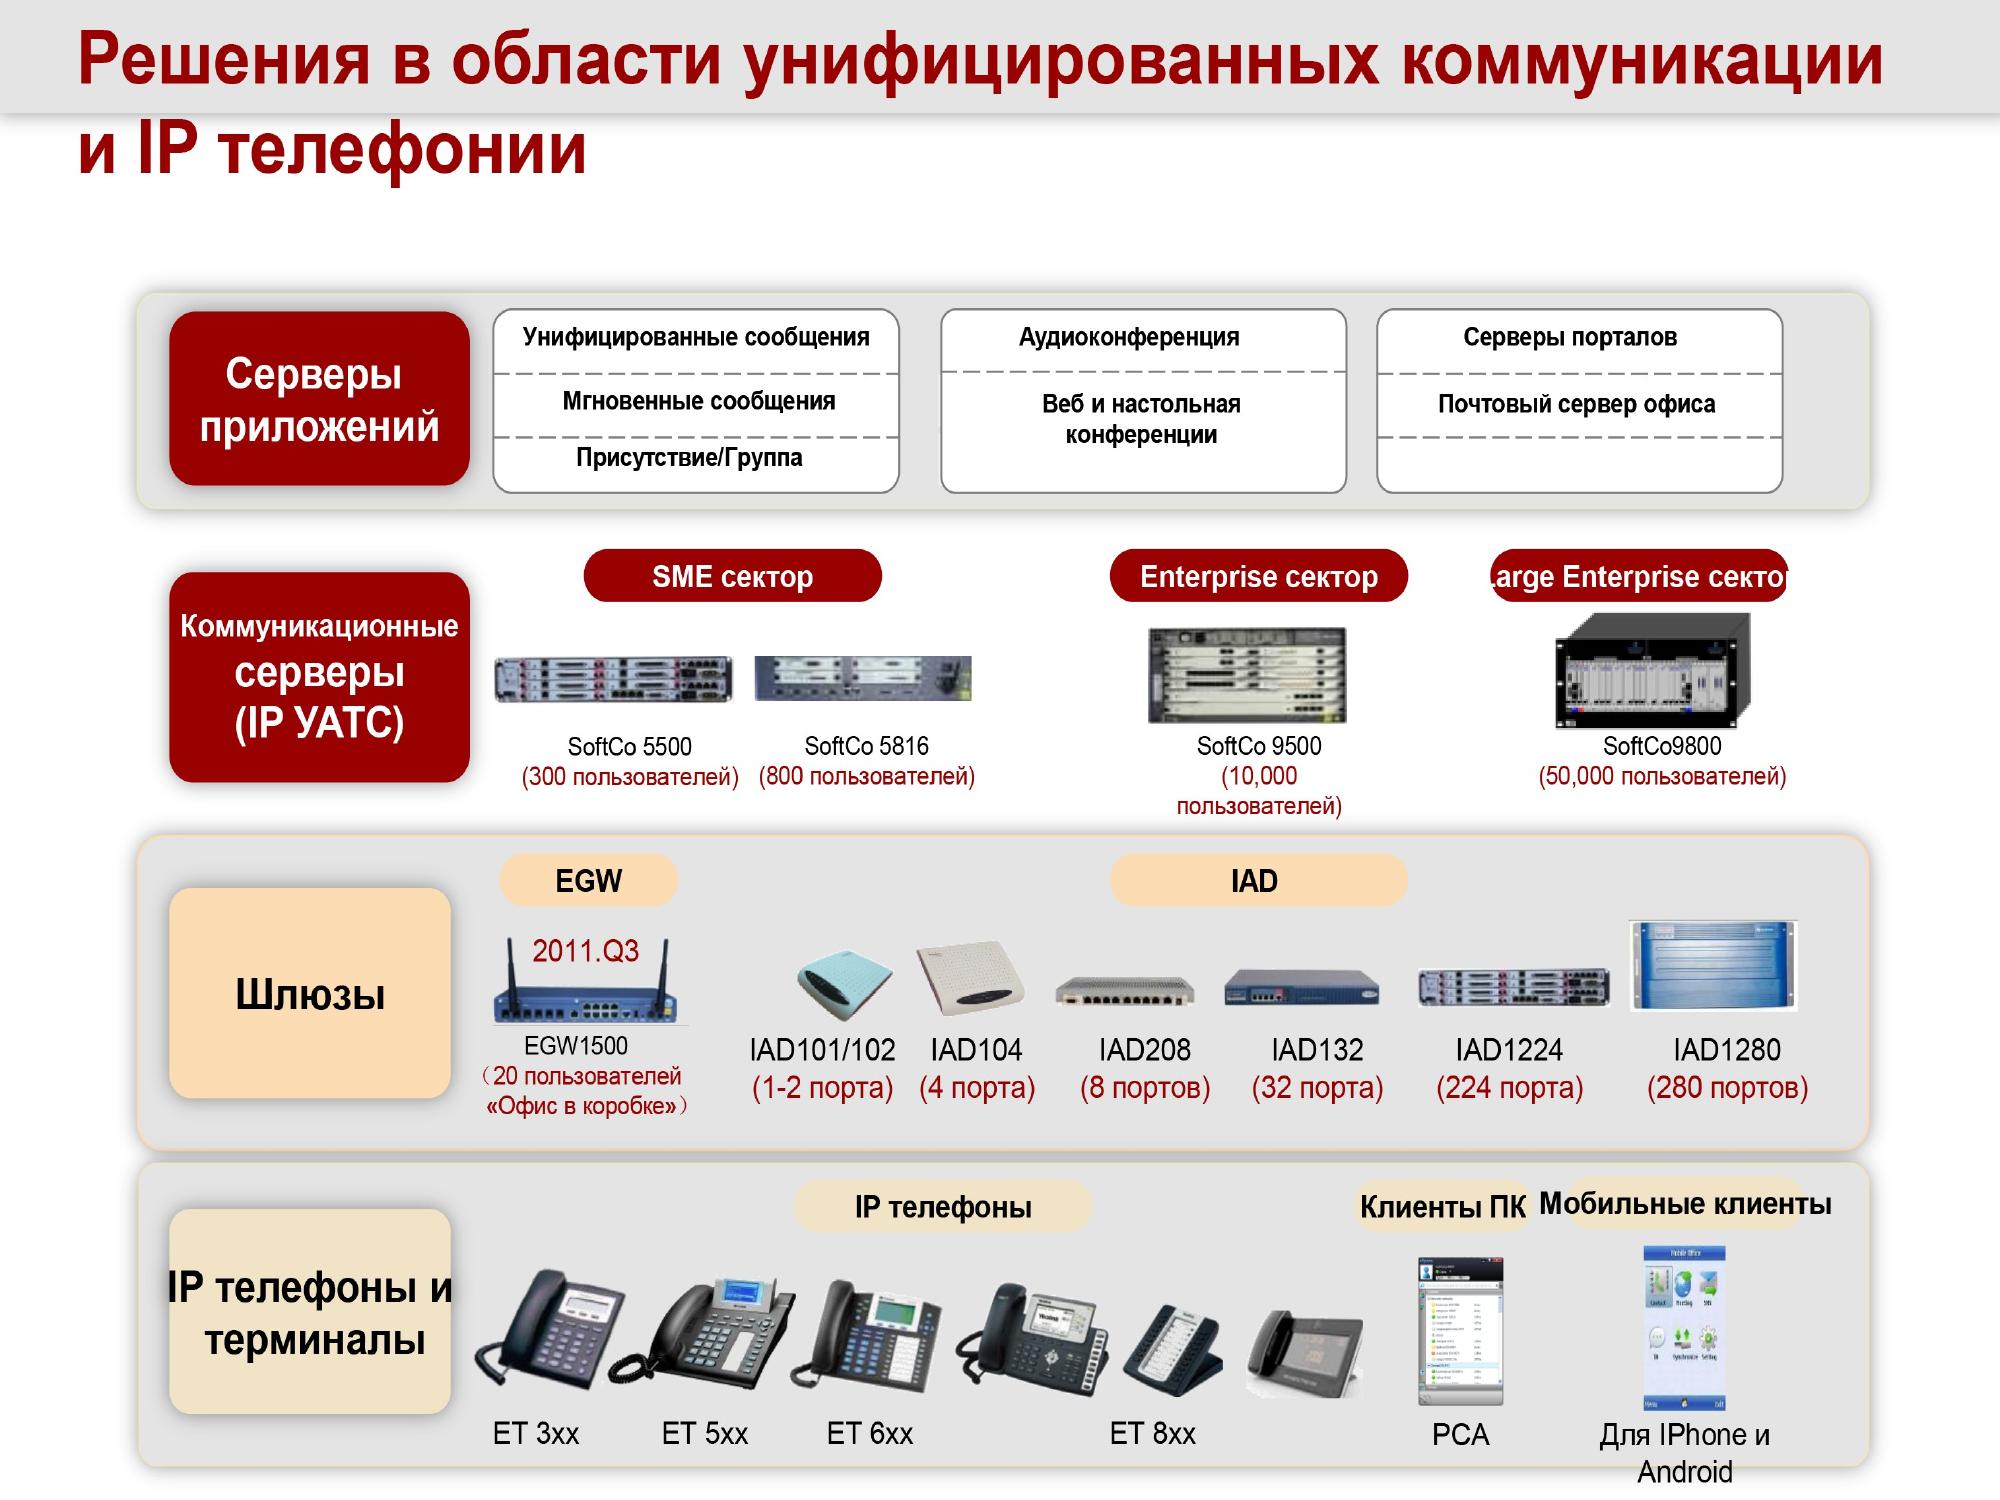 Решения в области унифицированных коммуникации
и IP телефонии
Серверы
приложений
Унифицированные сообщения
Мгновенные сообщения
Присутствие/Группа
Аудиоконференция
Веб и настольная
конференции
Серверы порталов
Почтовый сервер офиса
Коммуникационные
серверы
(IP УАТС)
SME сектор
Enterprise сектор
Large Enterprise сектор
SoftCo 5500
(300 пользователей)
SoftCo 5816
(800 пользователей)
SoftCo 9500
(10,000
пользователей)
SoftCo9800
(50,000 пользователей)
Шлюзы
EGW
IAD
2011.Q3
EGW1500
（20 пользователей
«Офис в коробке»）
IAD101/102
(1-2 порта)
IAD104
(4 порта)
IAD208
(8 портов)
IAD132
(32 порта)
IAD1224
(224 порта)
IAD1280
(280 портов)
IP телефоны и
терминалы
IP телефоны
Клиенты ПК
Мобильные клиенты
ET 3xx
ET 5xx
ET 6xx
ET 8xx
PCA
Mobile Office
Для IPhone и
Android